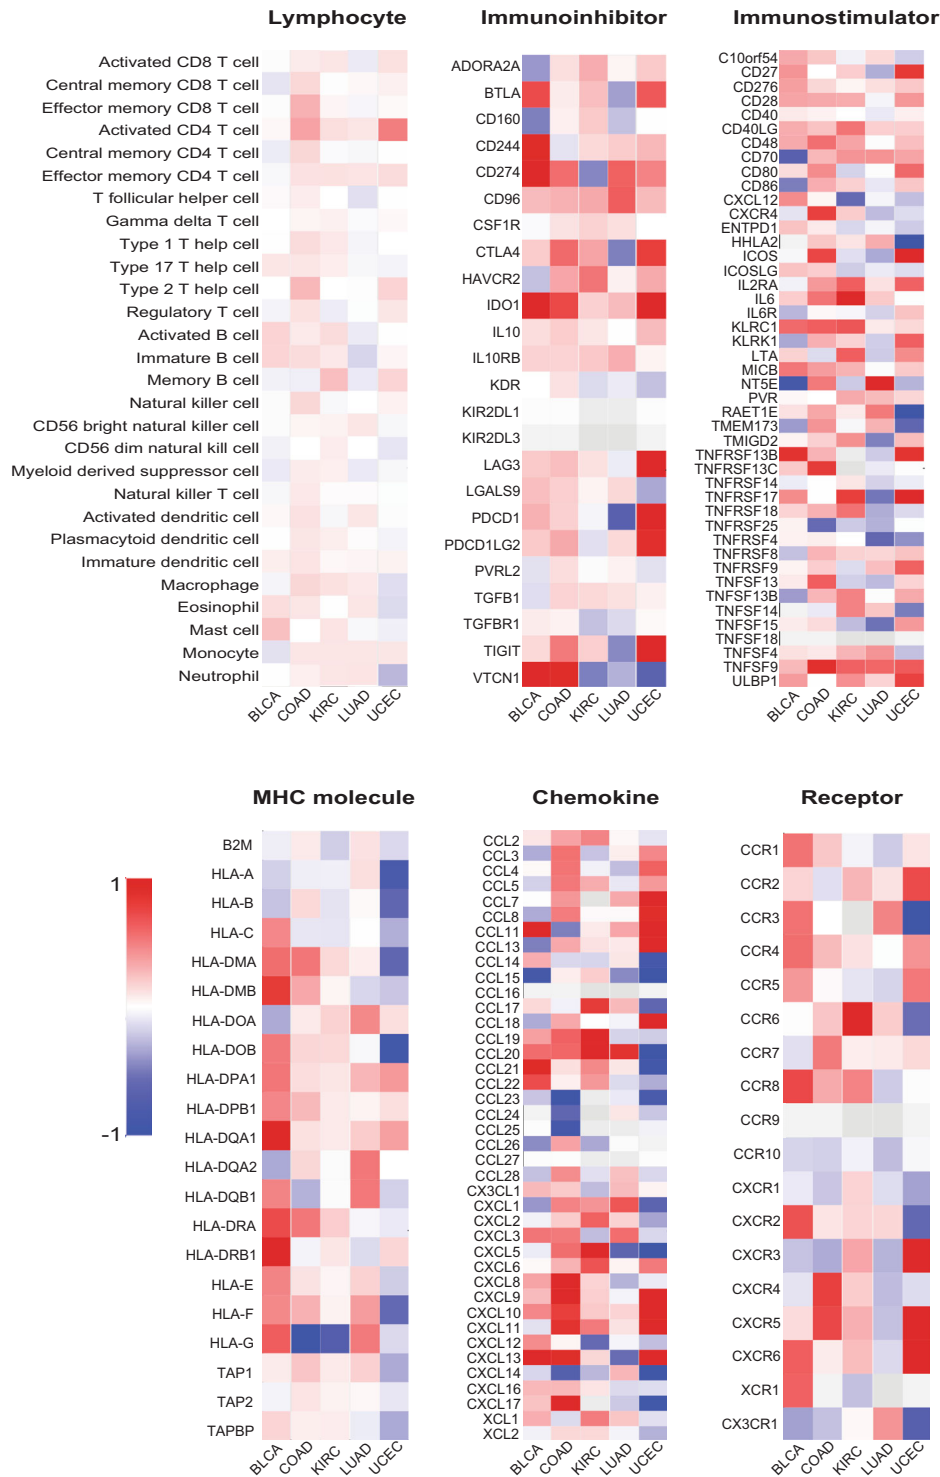 Lymphocyte
Activated CD8 T cell
Central memory CD8 T cell
Effector memory CD8 T cell
Activated CD4 T cell
Central memory CD4 T cell
Effector memory CD4 T cell
T follicular helper cell
Gamma delta T cell
Type 1 T help cell
Type 17 T help cell
Type 2 T help cell
Regulatory T cell
Activated B cell
Immature B cell
Memory B cell
Natural killer cell
CD56 bright natural killer cell
CD56 dim natural kill cell
Myeloid derived suppressor cell
Natural killer T cell
Activated dendritic cell
Plasmacytoid dendritic cell
Immature dendritic cell
Macrophage
Eosinophil
Mast cell
Monocyte
Neutrophil
BLCA COAD KIRC LUAD UCEC
Immunoinhibitor
ADORA2A
BTLA
CD160
CD244
CD274
CD96
CSF1R
CTLA4
HAVCR2
IDO1
IL10
IL10RB
KDR
KIR2DL1
KIR2DL3
LAG3
LGALS9
PDCD1
PDCD1LG2
PVRL2
TGFB1
TGFBR1
TIGIT
VTCN1
BLCA COAD KIRC LUAD UCEC
Immunostimulator
C10orf54
CD27
CD276
CD28
CD40
CD40LG
CD48
CD70
CD80
CD86
CXCL12
CXCR4
ENTPD1
HHLA2
ICOS
ICOSLG
IL2RA
IL6
IL6R
KLRC1
KLRK1
LTA
MICB
NT5E
PVR
RAET1E
TMEM173
TMIGD2
TNFRSF13B
TNFRSF13C
TNFRSF14
TNFRSF17
TNFRSF18
TNFRSF25
TNFRSF4
TNFRSF8
TNFRSF9
TNFSF13
TNFSF13B
TNFSF14
TNFSF15
TNFSF18
TNFSF4
TNFSF9
ULBP1
BLCA COAD KIRC LUAD UCEC
1
-1
MHC molecule
B2M
HLA-A
HLA-B
HLA-C
HLA-DMA
HLA-DMB
HLA-DOA
HLA-DOB
HLA-DPA1
HLA-DPB1
HLA-DQA1
HLA-DQA2
HLA-DQB1
HLA-DRA
HLA-DRB1
HLA-E
HLA-F
HLA-G
TAP1
TAP2
TAPBP
BLCA COAD KIRC LUAD UCEC
Chemokine
CCL2
CCL3
CCL4
CCL5
CCL7
CCL8
CCL11
CCL13
CCL14
CCL15
CCL16
CCL17
CCL18
CCL19
CCL20
CCL21
CCL22
CCL23
CCL24
CCL25
CCL26
CCL27
CCL28
CX3CL1
CXCL1
CXCL2
CXCL3
CXCL5
CXCL6
CXCL8
CXCL9
CXCL10
CXCL11
CXCL12
CXCL13
CXCL14
CXCL16
CXCL17
XCL1
XCL2
BLCA COAD KIRC LUAD UCEC
Receptor
CCR1
CCR2
CCR3
CCR4
CCR5
CCR6
CCR7
CCR8
CCR9
CCR10
CXCR1
CXCR2
CXCR3
CXCR4
CXCR5
CXCR6
XCR1
CX3CR1
BLCA COAD KIRC LUAD UCEC